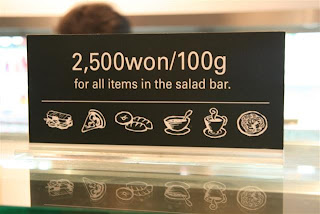 2,500won/100g
for all items in the salad bar.